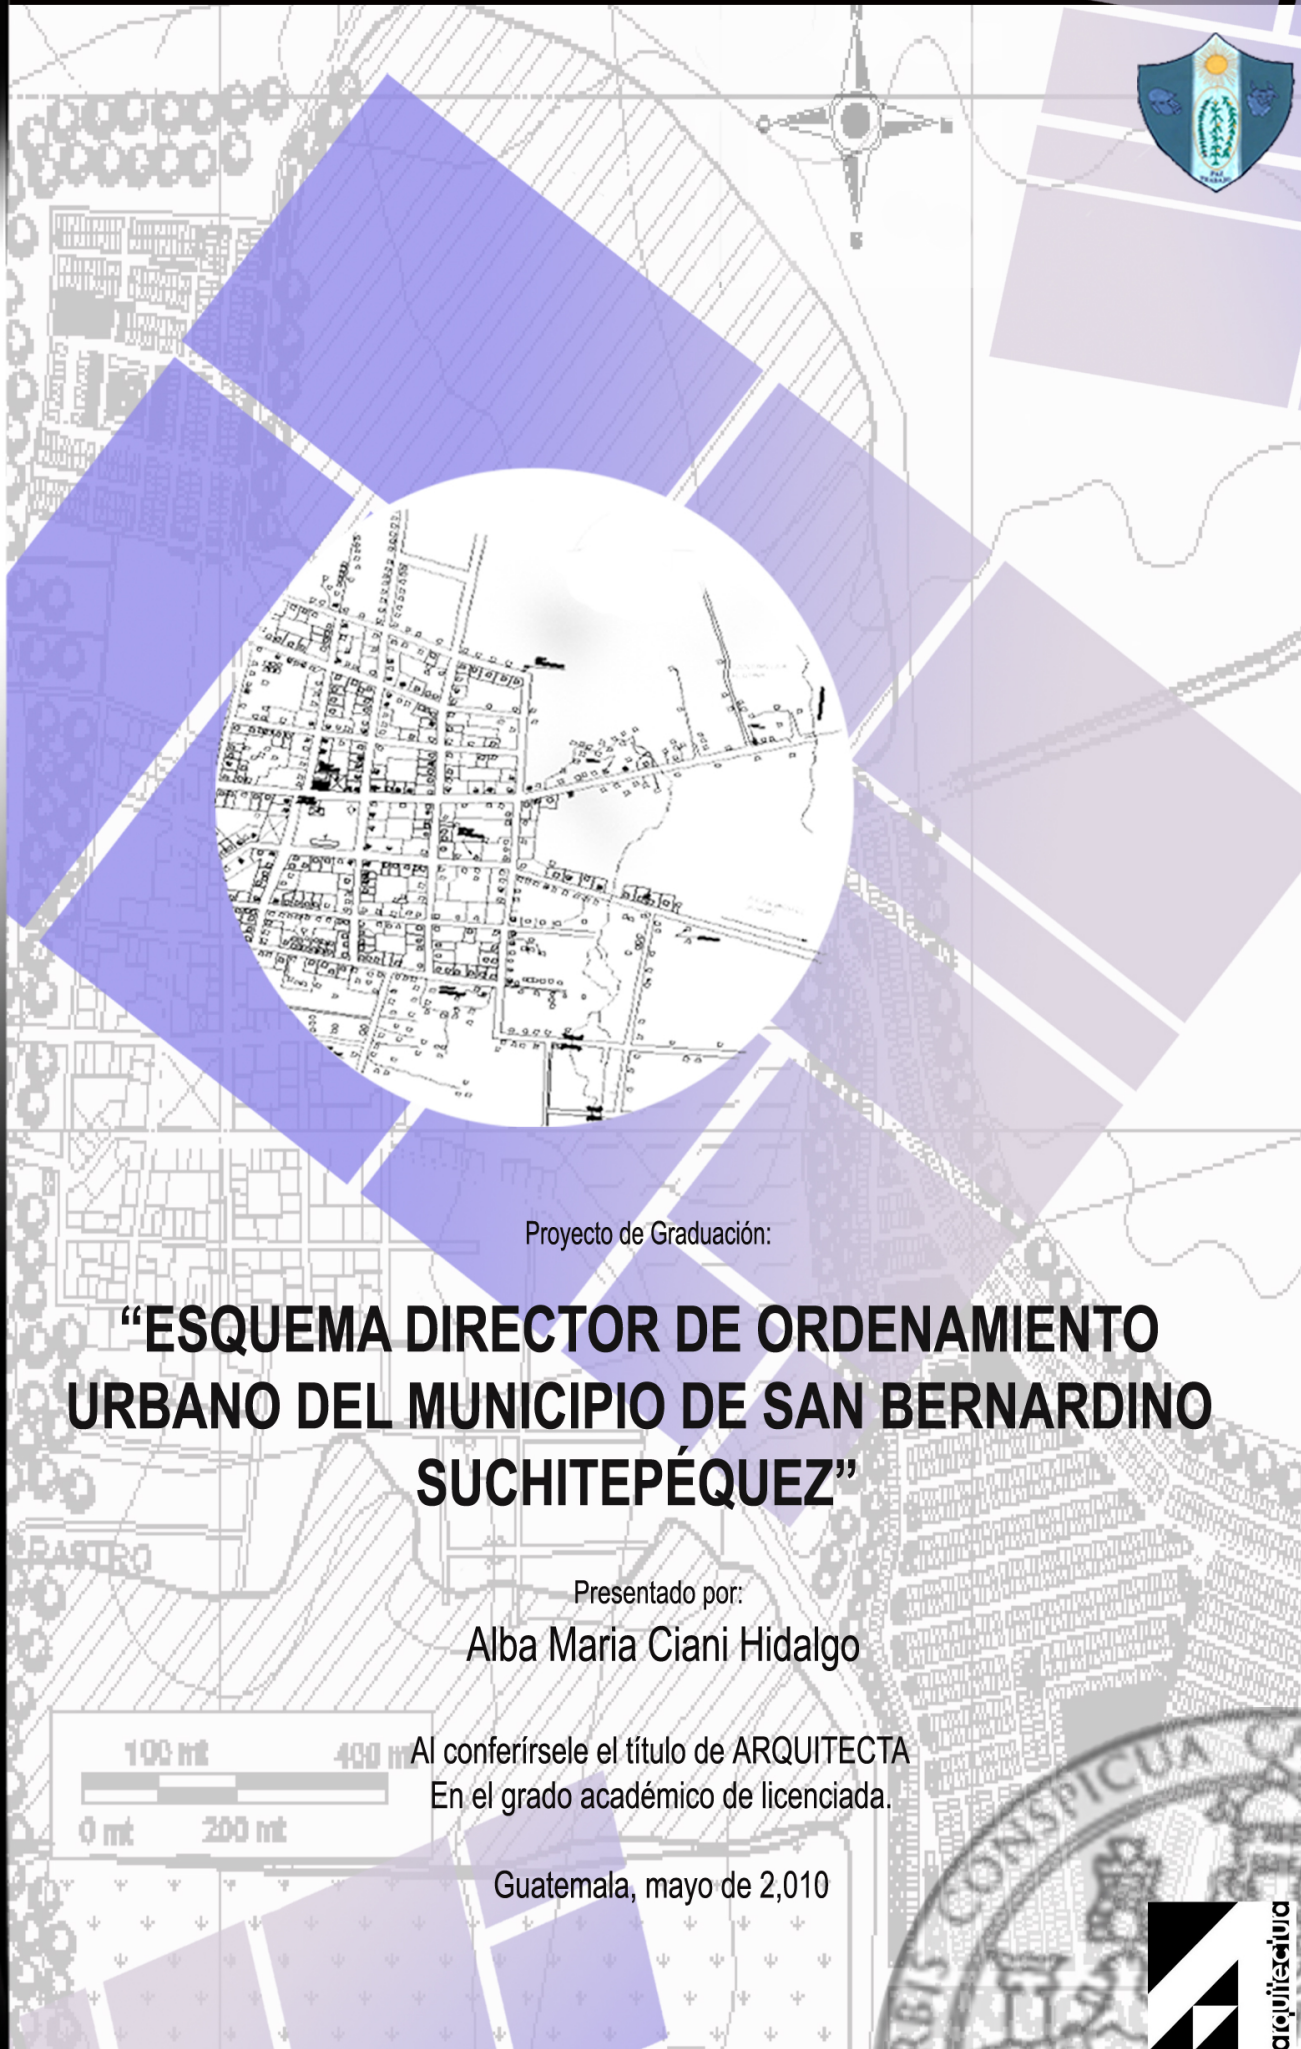 PAZ
TRABAJO
Proyecto de Graduación:
“ESQUEMA DIRECTOR DE ORDENAMIENTO
URBANO DEL MUNICIPIO DE SAN BERNARDINO
SUCHITEPÉQUEZ”
RASTRO
Presentado por:
Alba Maria Ciani Hidalgo
100 mt 400 mt
0 mt 200 mt
Al conferírsele el título de ARQUITECTA
En el grado académico de licenciada.
Guatemala, mayo de 2,010
CONSPICUA
arquitectura